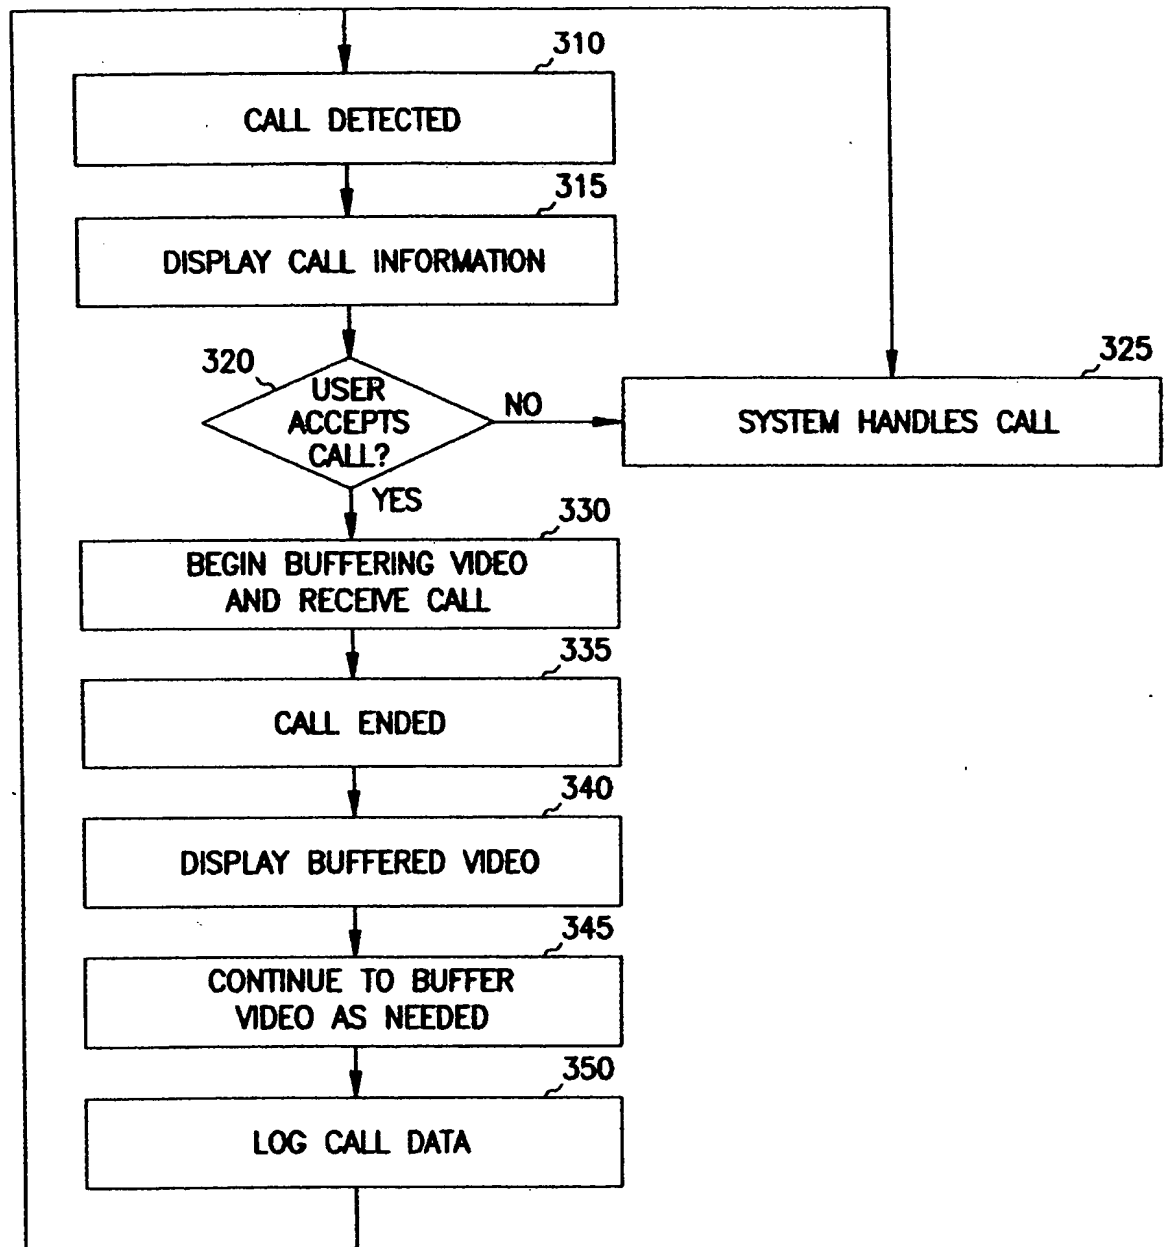 310
CALL DETECTED
315
DISPLAY CALL INFORMATION
320
USER
ACCEPTS
CALL?
NO
325
SYSTEM HANDLES CALL
YES
330
BEGIN BUFFERING VIDEO
AND RECEIVE CALL
335
CALL ENDED
340
DISPLAY BUFFERED VIDEO
345
CONTINUE TO BUFFER
VIDEO AS NEEDED
350
LOG CALL DATA